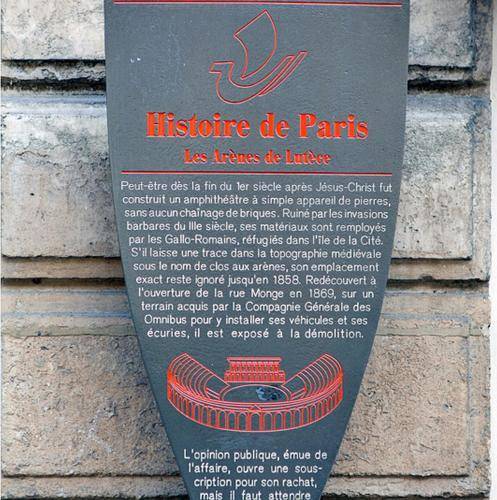 Histoire de Paris
Les Arènes de Lutèce
Peut-être dès la fin du 1er siècle après Jésus-Christ fut
construit un amphithéâtre à simple appareil de pierres,
sans aucun chaînage de briques. Ruiné par les invasions
barbares du IIIe siècle, ses matériaux sont remployés
par les Gallo-Romains, réfugiés dans l'île de la Cité.
S'il laisse une trace dans la topographie médiévale
sous le nom de clos aux arènes, son emplacement
exact reste ignoré jusqu'en 1858. Redécouvert à
l'ouverture de la rue Monge en 1869, sur un
terrain acquis par la Compagnie Générale des
Omnibus pour y installer ses véhicules et ses
écuries, il est exposé à la démolition.
L'opinion publique, émue de
l'affaire, ouvre une sous-
cription pour son rachat,
mais il faut attendre